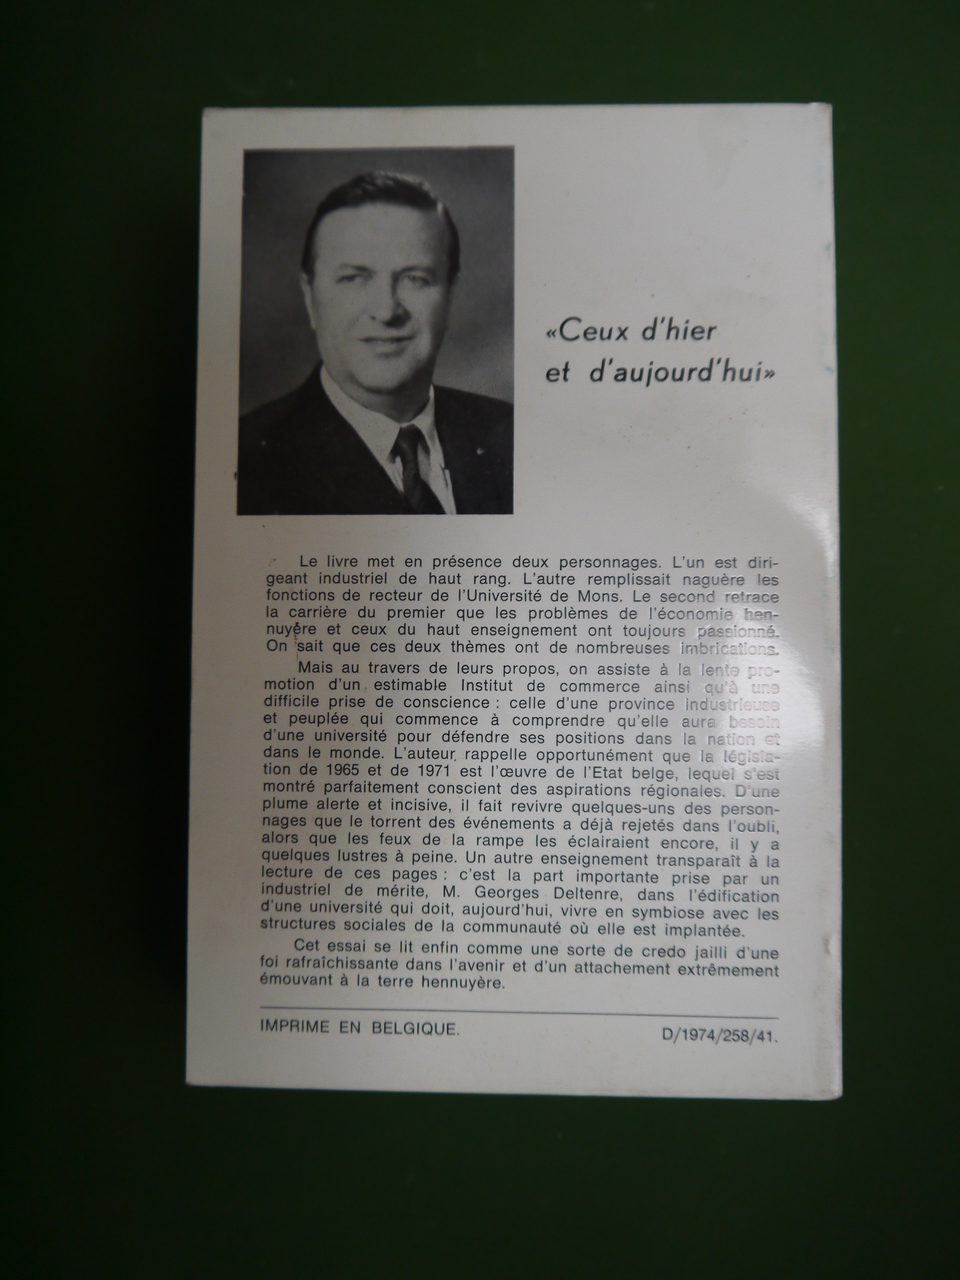 «Ceux d'hier
et d'aujourd'hui»
Le livre met en présence deux personnages. L'un est diri-
geant industriel de haut rang. L'autre remplissait naguère les
fonctions de recteur de l'Université de Mons. Le second retrace
la carrière du premier que les problèmes de l'économie hen-
nuyère et ceux du haut enseignement ont toujours passionné.
On sait que ces deux thèmes ont de nombreuses imbrications.
Mais au travers de leurs propos, on assiste à la lente pro-
motion d'un estimable Institut de commerce ainsi qu'à une
difficile prise de conscience : celle d'une province industrieuse
et peuplée qui commence à comprendre qu'elle aura besoin
d'une université pour défendre ses positions dans la nation et
dans le monde. L'auteur rappelle opportunément que la législa-
tion de 1965 et de 1971 est l'œuvre de l'Etat belge, lequel s'est
montré parfaitement conscient des aspirations régionales. D'une
plume alerte et incisive, il fait revivre quelques-uns des person-
nages que le torrent des événements a déjà rejetés dans l'oubli,
alors que les feux de la rampe les éclairaient encore, il y a
quelques lustres à peine. Un autre enseignement transparaît à la
lecture de ces pages : c'est la part importante prise par un
industriel de mérite, M. Georges Deltenre, dans l'édification
d'une université qui doit, aujourd'hui, vivre en symbiose avec les
structures sociales de la communauté où elle est implantée.
Cet essai se lit enfin comme une sorte de credo jailli d'une
foi rafraîchissante dans l'avenir et d'un attachement extrêmement
émouvant à la terre hennuyère.
IMPRIME EN BELGIQUE.
D/1974/258/41.